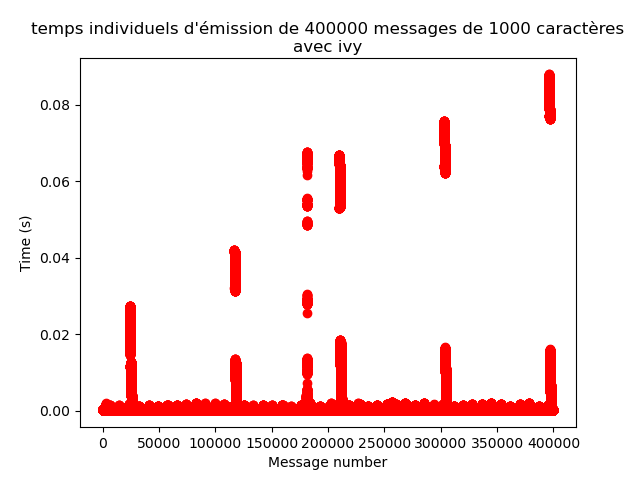 temps individuels d'émission de 400000 messages de 1000 caractères
avec ivy
0.08
0.06
Time (s)
0.04
0.02
0.00
0 50000 100000 150000 200000 250000 300000 350000 400000
Message number